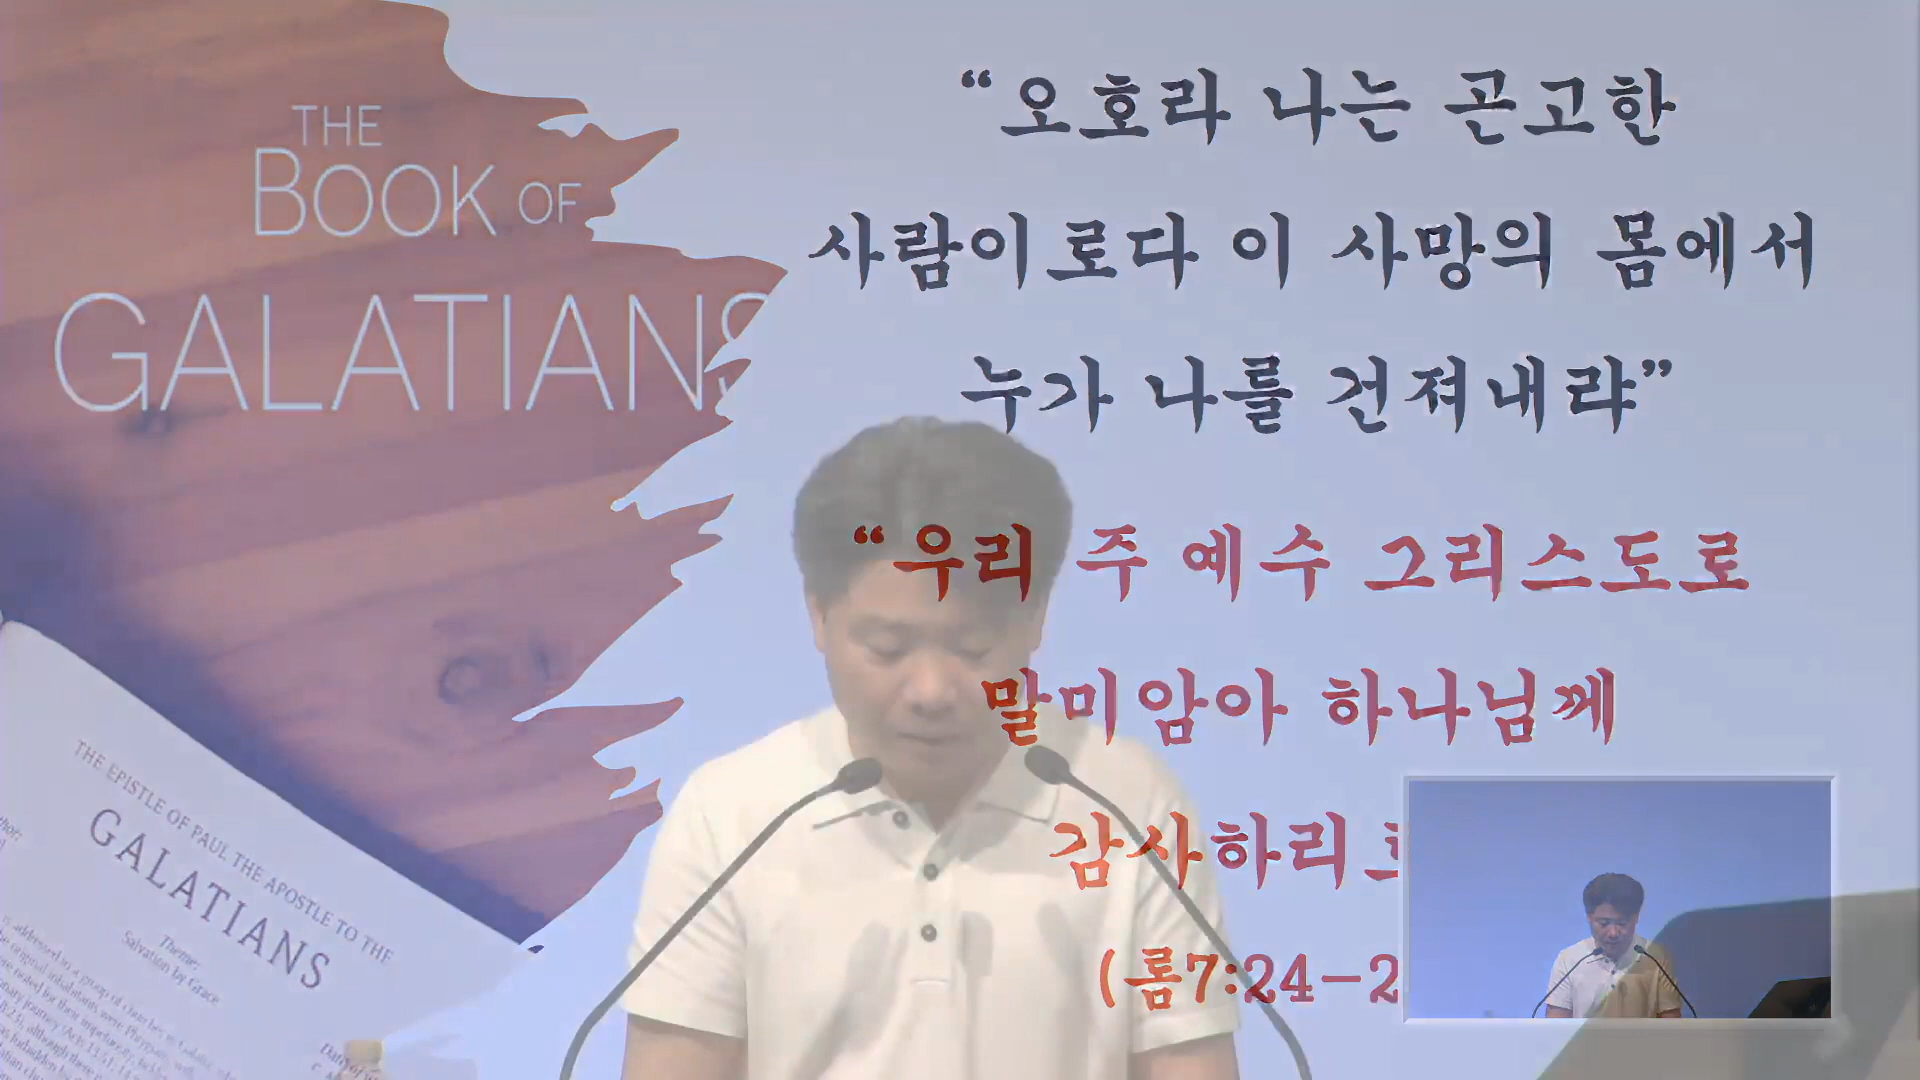 THE
BOOK OF
GALATIANS
“오호라 나는 곤고한
사람이로다 이 사망의 몸에서
누가 나를 건져내랴”
“우리 주 예수 그리스도로
말미암아 하나님께
감사하리
(롬7:24-2
THE EPISTLE OF PAUL THE APOSTLE TO THE
GALATIANS
Theme:
Salvation by Grace